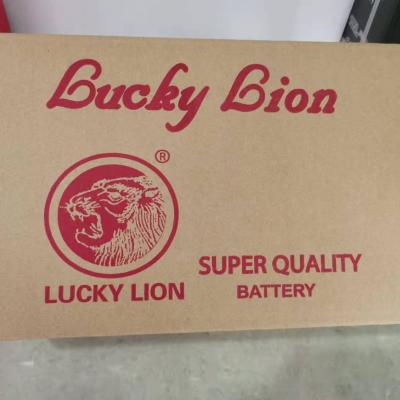 Lucky Lion
®
LUCKY LION
SUPER QUALITY
BATTERY